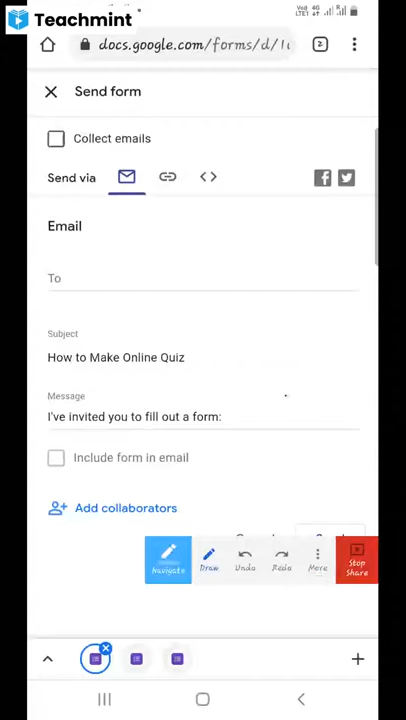 Teachmint
docs.google.com/forms/d/1
2
Send form
Collect emails
Send via
Email
To
Subject
How to Make Online Quiz
Message
I've invited you to fill out a form:
Include form in email
Add collaborators
Navigate
Draw
Undo
Redo
More
Stop
Share